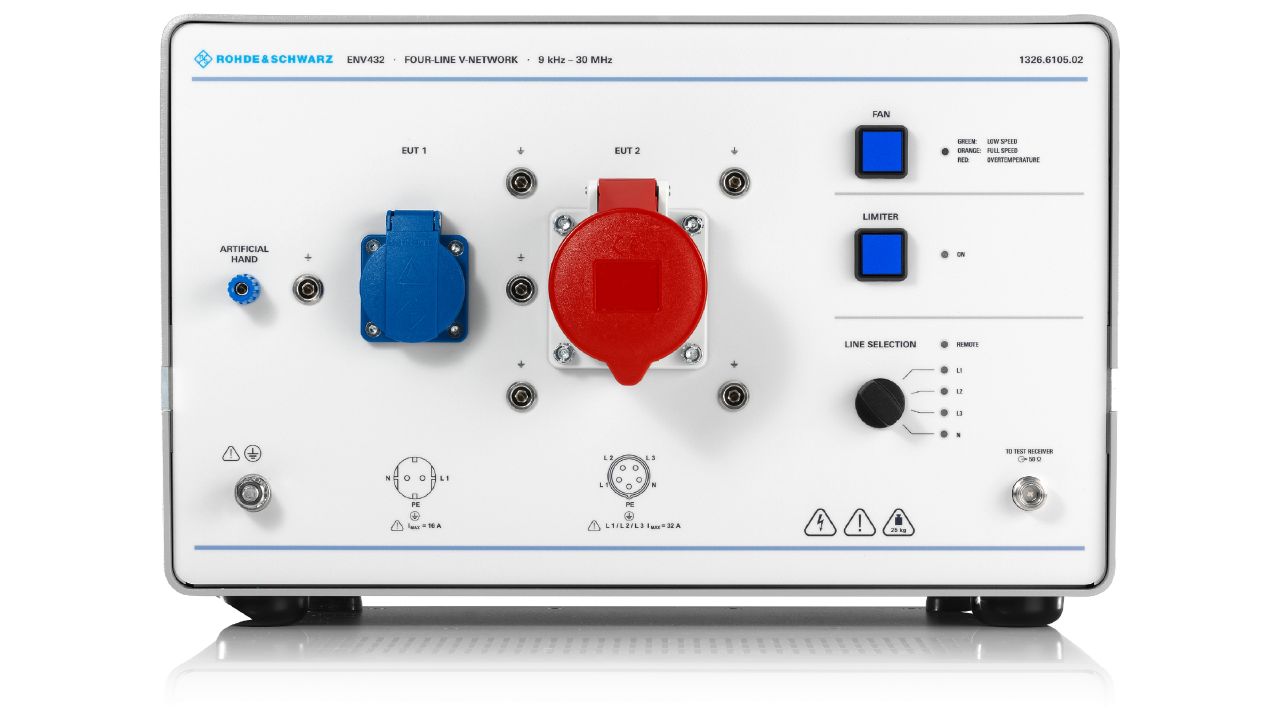 ROHDE&SCHWARZ ENV432 · FOUR-LINE V-NETWORK · 9 kHz – 30 MHz 1326.6105.02
FAN
GREEN: LOW SPEED
ORANGE: FULL SPEED
RED: OVERTEMPERATURE
EUT 1
EUT 2
LIMITER
ON
ARTIFICIAL
HAND
LINE SELECTION
REMOTE
L1
L2
L3
N
TO TEST RECEIVER
50 Ω
N L1
PE
IMAX = 16 A
L2 L3
L1 N
PE
L1/L2/L3 IMAX = 32 A
25 kg